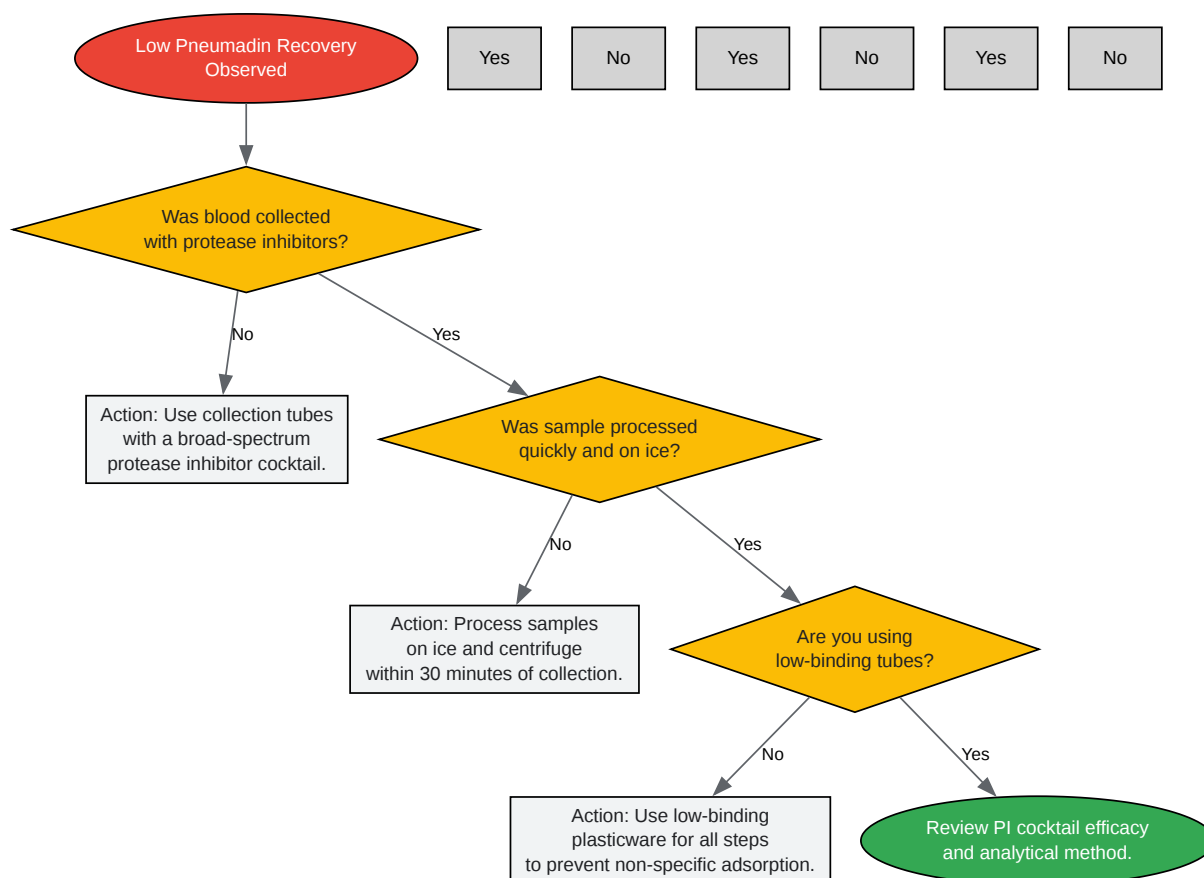 Low Pneumadin Recovery
Observed
Yes
No
Yes
No
Yes
No
Was blood collected
with protease inhibitors?
No
Yes
Action: Use collection tubes
with a broad-spectrum
protease inhibitor cocktail.
Was sample processed
quickly and on ice?
No
Yes
Action: Process samples
on ice and centrifuge
within 30 minutes of collection.
Are you using
low-binding tubes?
No
Yes
Action: Use low-binding
plasticware for all steps
to prevent non-specific adsorption.
Review PI cocktail efficacy
and analytical method.